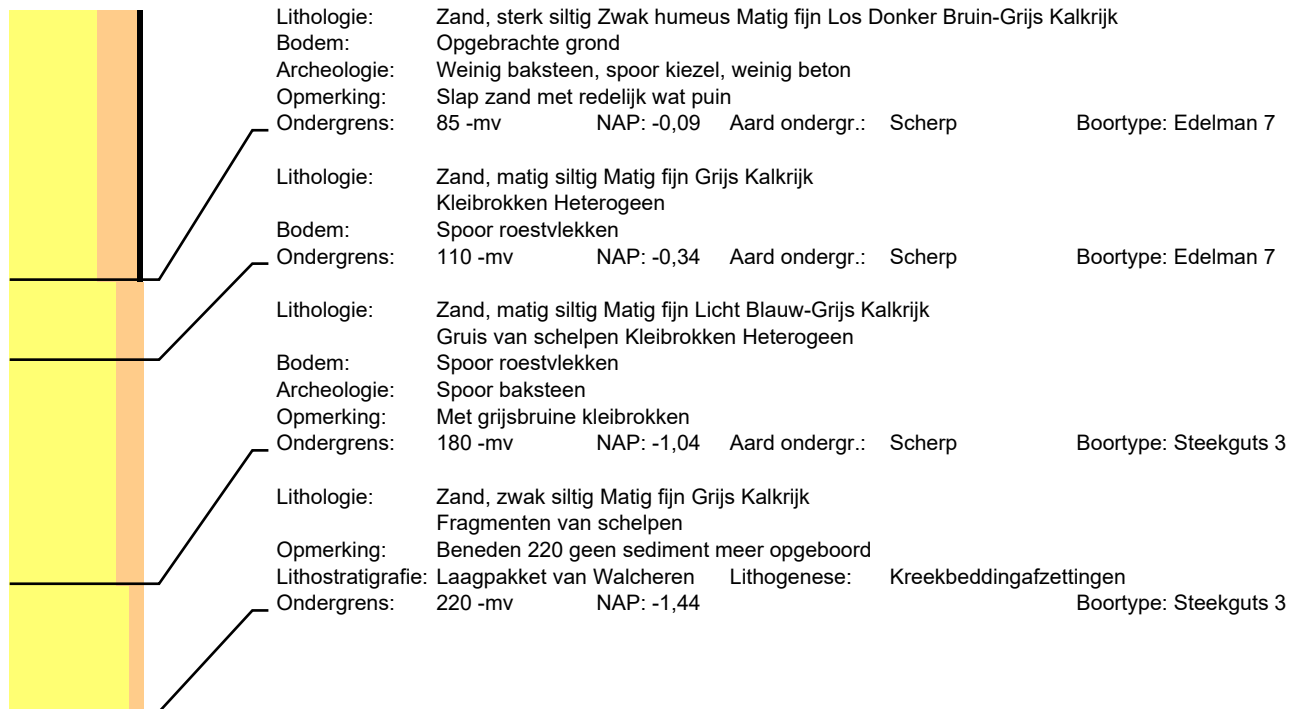 Lithologie: Zand, sterk siltig Zwak humeus Matig fijn Los Donker Bruin-Grijs Kalkrijk
Bodem: Opgebrachte grond
Archeologie: Weinig baksteen, spoor kiezel, weinig beton
Opmerking: Slap zand met redelijk wat puin
Ondergrens: 85 -mv NAP: -0,09 Aard ondergr.: Scherp Boortype: Edelman 7
Lithologie: Zand, matig siltig Matig fijn Grijs Kalkrijk
Kleibrokken Heterogeen
Bodem: Spoor roestvlekken
Ondergrens: 110 -mv NAP: -0,34 Aard ondergr.: Scherp Boortype: Edelman 7
Lithologie: Zand, matig siltig Matig fijn Licht Blauw-Grijs Kalkrijk
Gruis van schelpen Kleibrokken Heterogeen
Bodem: Spoor roestvlekken
Archeologie: Spoor baksteen
Opmerking: Met grijsbruine kleibrokken
Ondergrens: 180 -mv NAP: -1,04 Aard ondergr.: Scherp Boortype: Steekguts 3
Lithologie: Zand, zwak siltig Matig fijn Grijs Kalkrijk
Fragmenten van schelpen
Opmerking: Beneden 220 geen sediment meer opgeboord
Lithostratigrafie: Laagpakket van Walcheren Lithogenese: Kreekbeddingafzettingen
Ondergrens: 220 -mv NAP: -1,44 Boortype: Steekguts 3